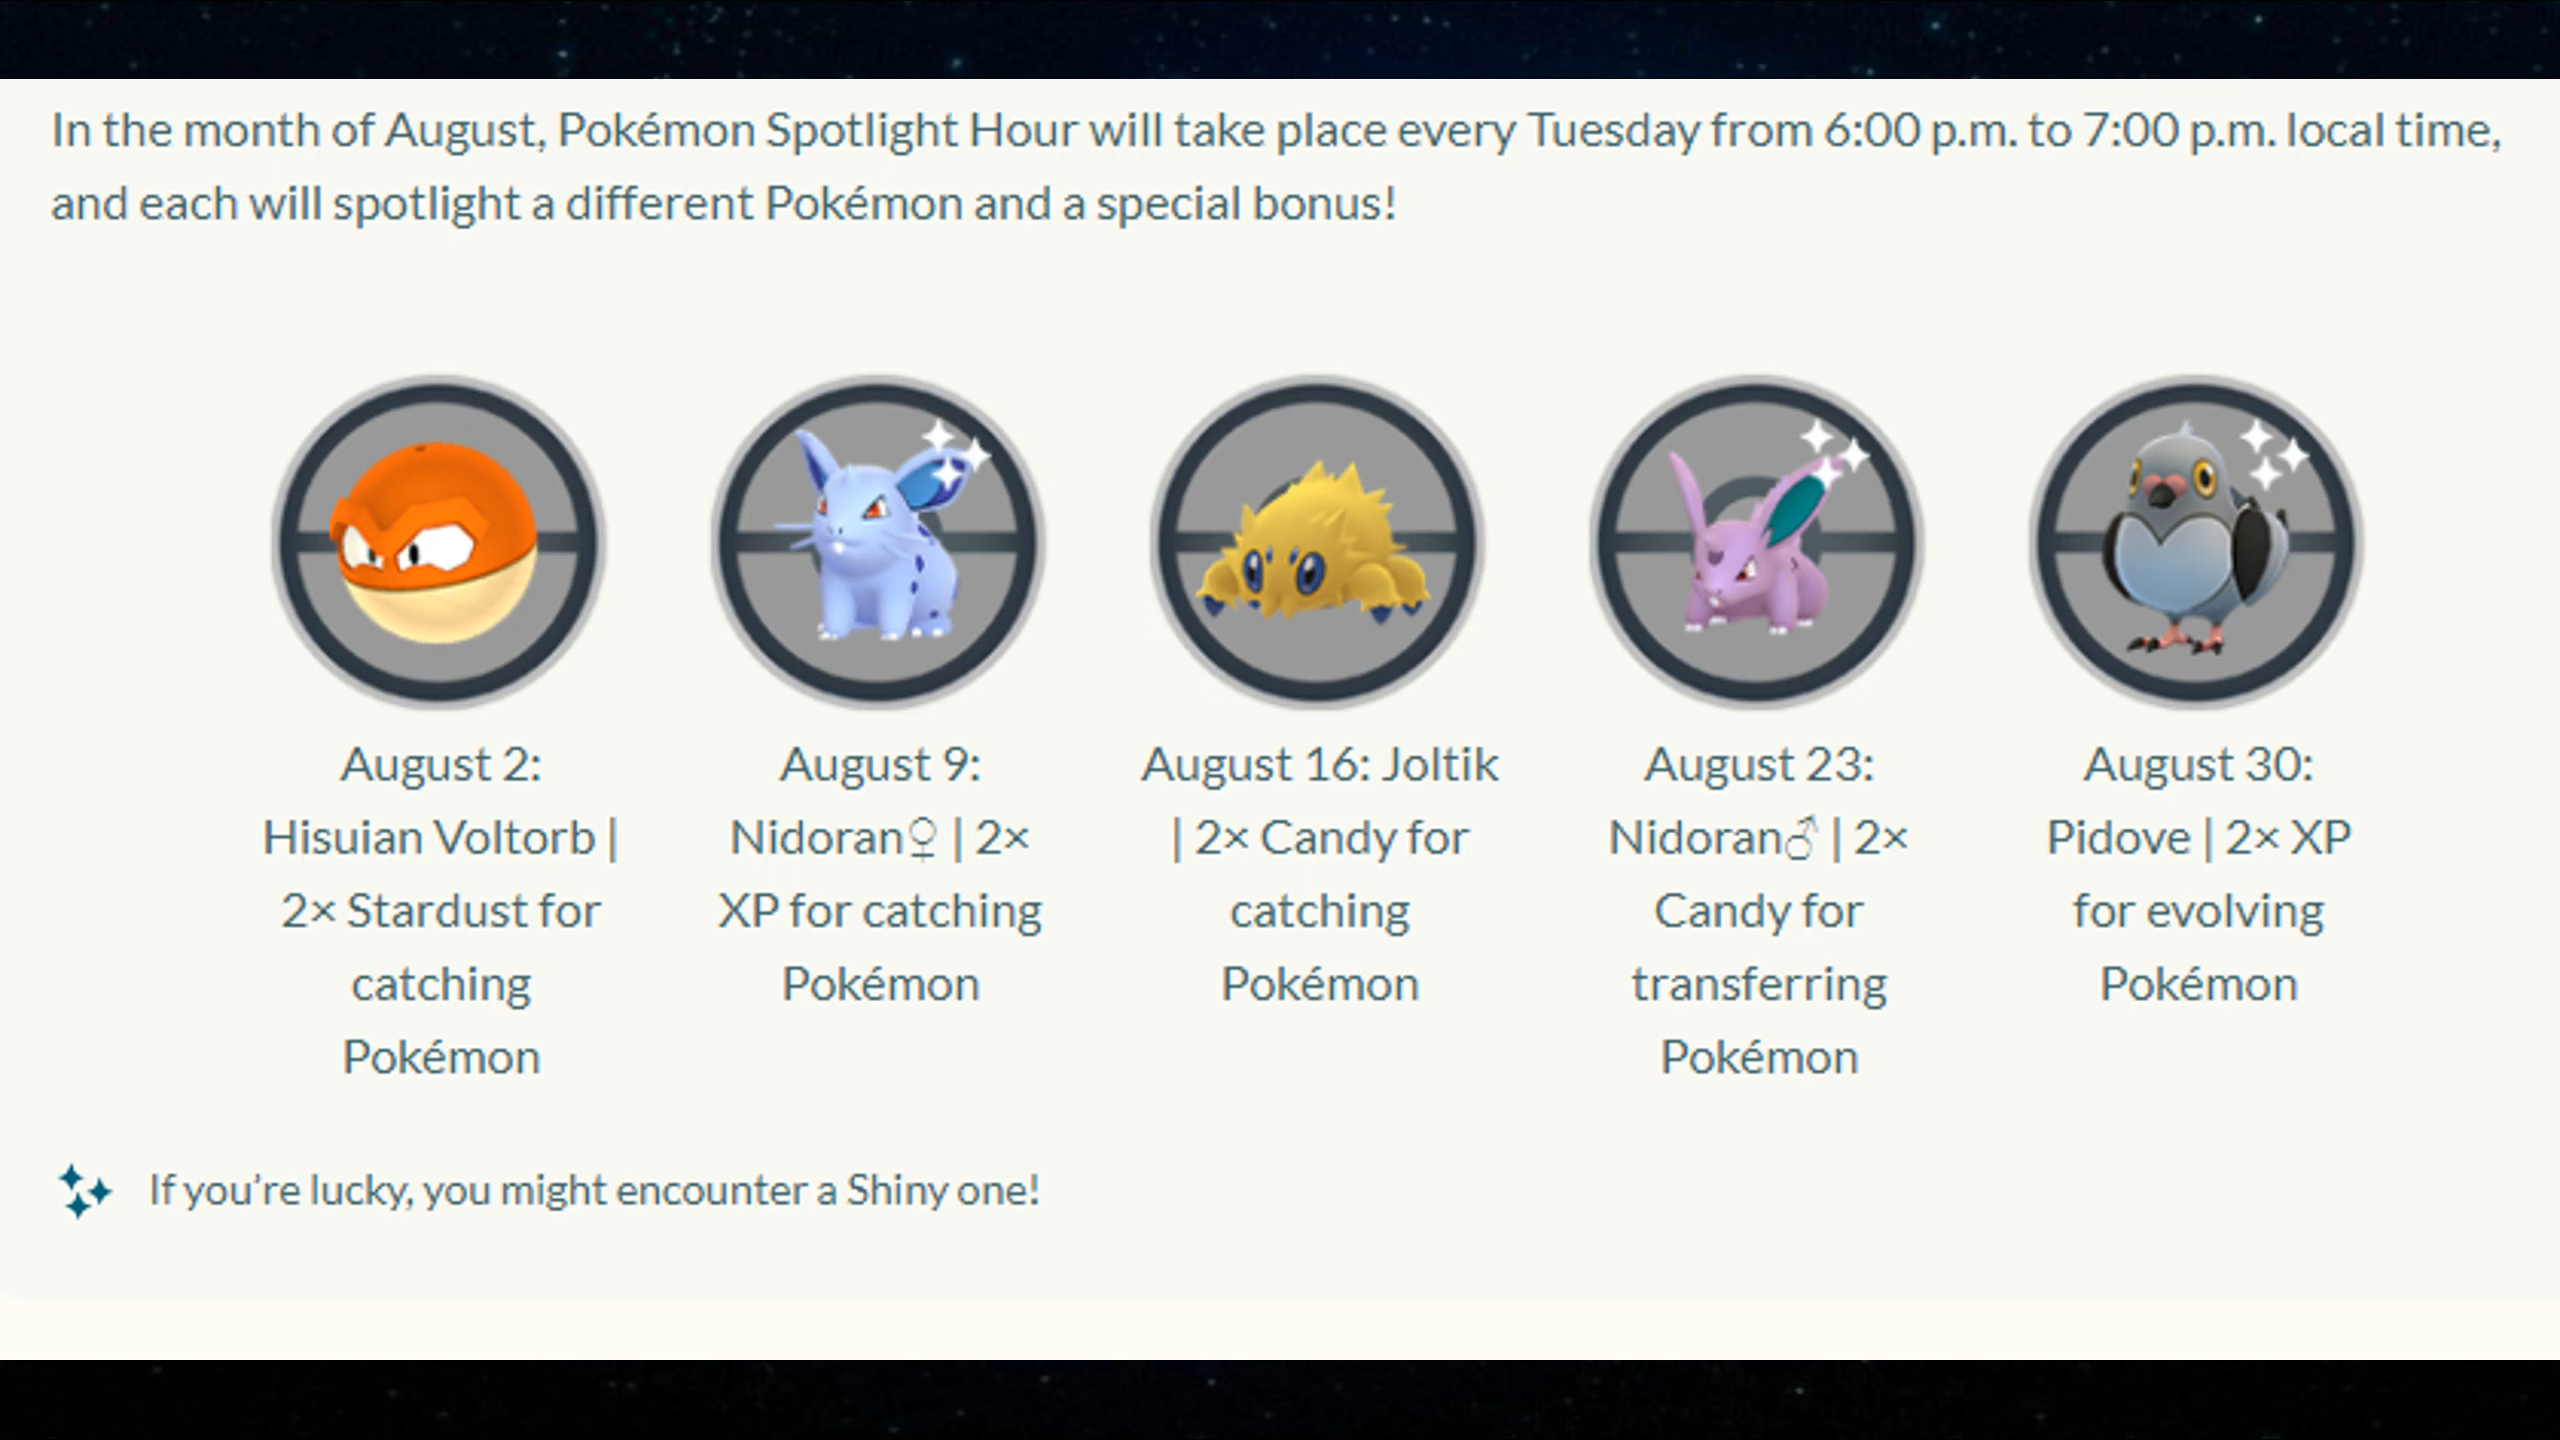 In the month of August, Pokémon Spotlight Hour will take place every Tuesday from 6:00 p.m. to 7:00 p.m. local time,
and each will spotlight a different Pokémon and a special bonus!
August 2:
Hisuian Voltorb |
2× Stardust for
catching
Pokémon
August 9:
Nidoran♀ | 2×
XP for catching
Pokémon
August 16: Joltik
| 2× Candy for
catching
Pokémon
August 23:
Nidoran♂ | 2×
Candy for
transferring
Pokémon
August 30:
Pidove | 2× XP
for evolving
Pokémon
If you’re lucky, you might encounter a Shiny one!